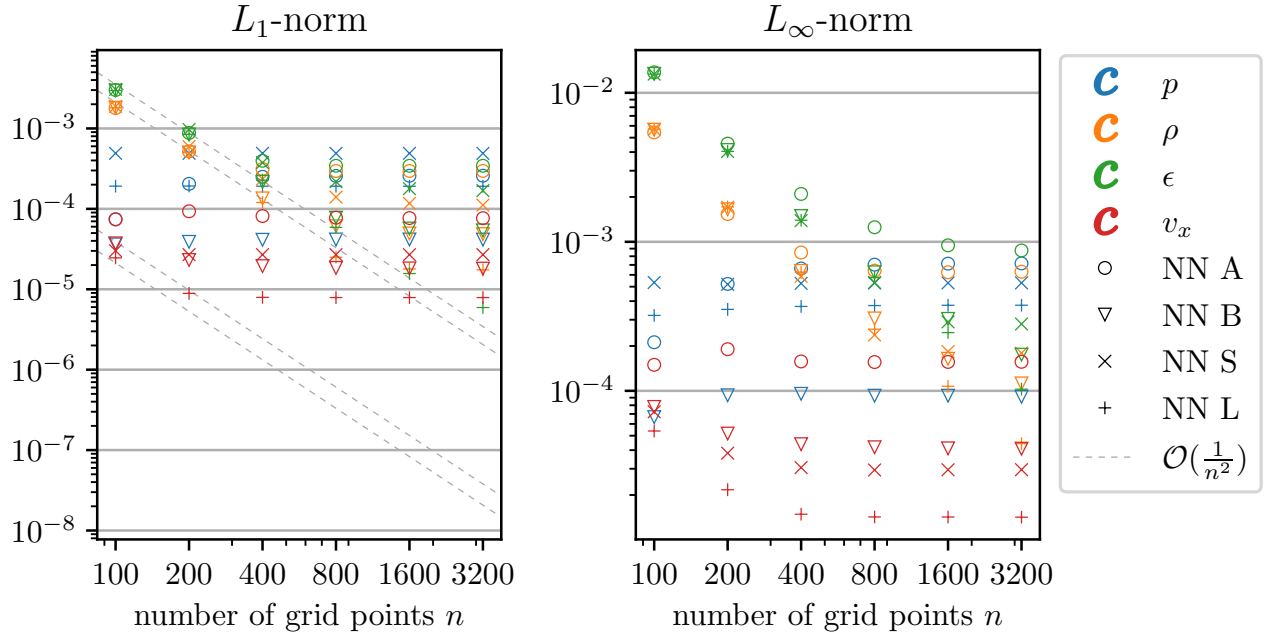 L₁-norm
10⁻³
10⁻⁴
10⁻⁵
10⁻⁶
10⁻⁷
10⁻⁸
100 200 400 800 1600 3200
number of grid points n
L∞-norm
10⁻²
10⁻³
10⁻⁴
100 200 400 800 1600 3200
number of grid points n
𝓒 p
𝓒 ρ
𝓒 ϵ
𝓒 vₓ
NN A
NN B
NN S
NN L
𝒪(1/n²)